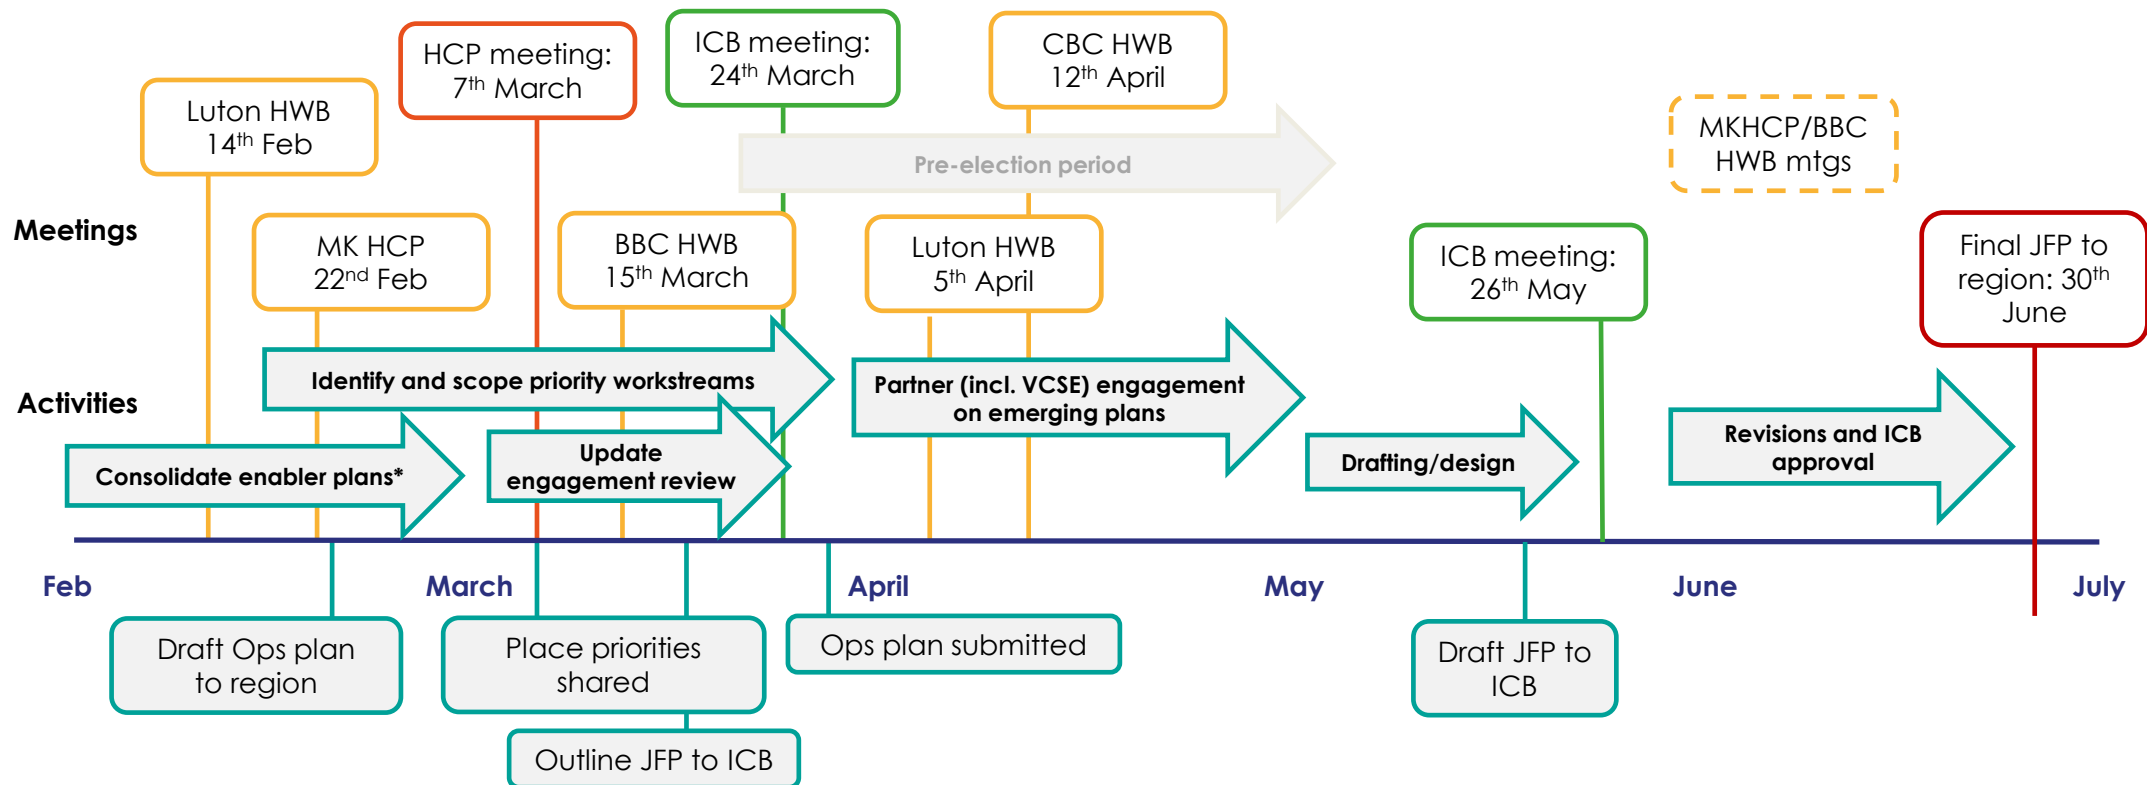 HCP meeting:
7th March
ICB meeting:
24th March
CBC HWB
12th April
Luton HWB
14th Feb
MKHCP/BBC
HWB mtgs
Pre-election period
Meetings
MK HCP
22nd Feb
BBC HWB
15th March
Luton HWB
5th April
ICB meeting:
26th May
Final JFP to
region: 30th
June
Activities
Identify and scope priority workstreams
Partner (incl. VCSE) engagement
on emerging plans
Consolidate enabler plans*
Update
engagement review
Drafting/design
Revisions and ICB
approval
Feb
March
April
May
June
July
Draft Ops plan
to region
Place priorities
shared
Ops plan submitted
Draft JFP to
ICB
Outline JFP to ICB